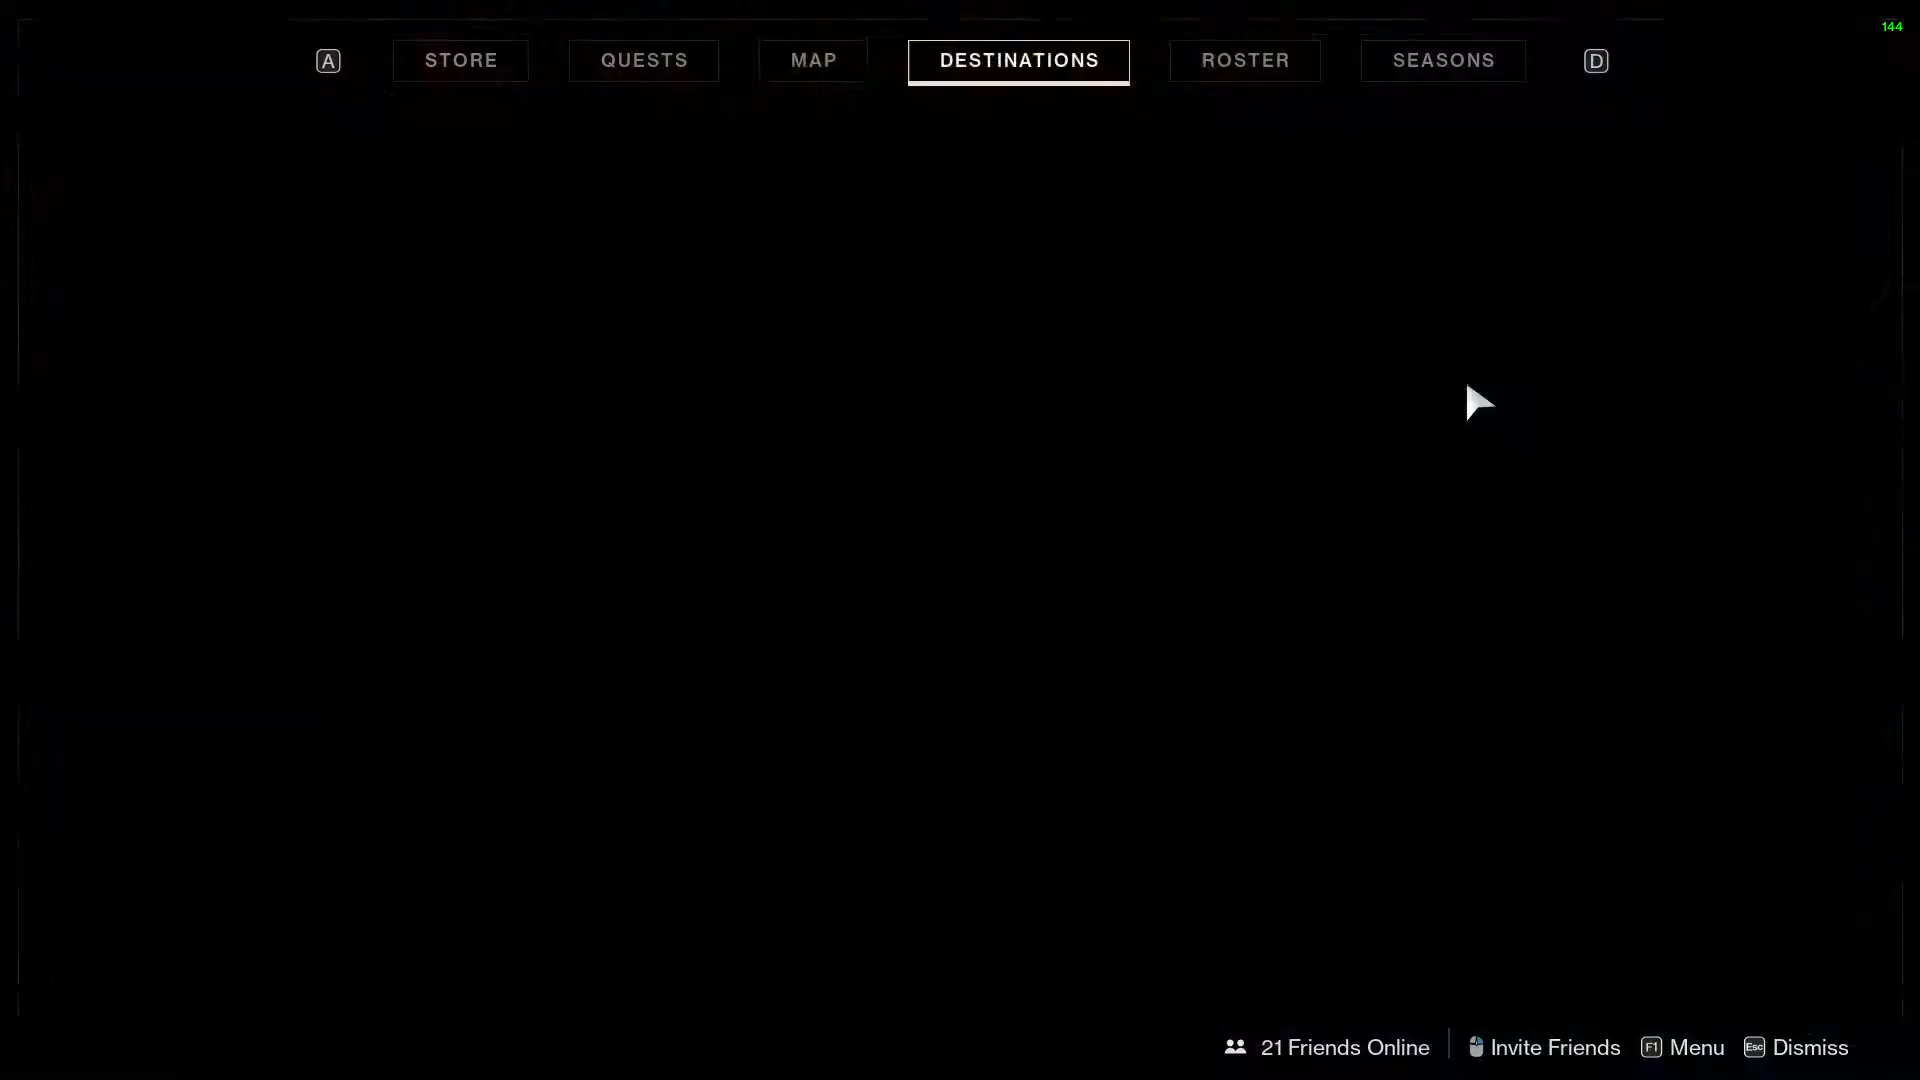 144
A STORE QUESTS MAP DESTINATIONS ROSTER SEASONS D
21 Friends Online Invite Friends F1 Menu Esc Dismiss